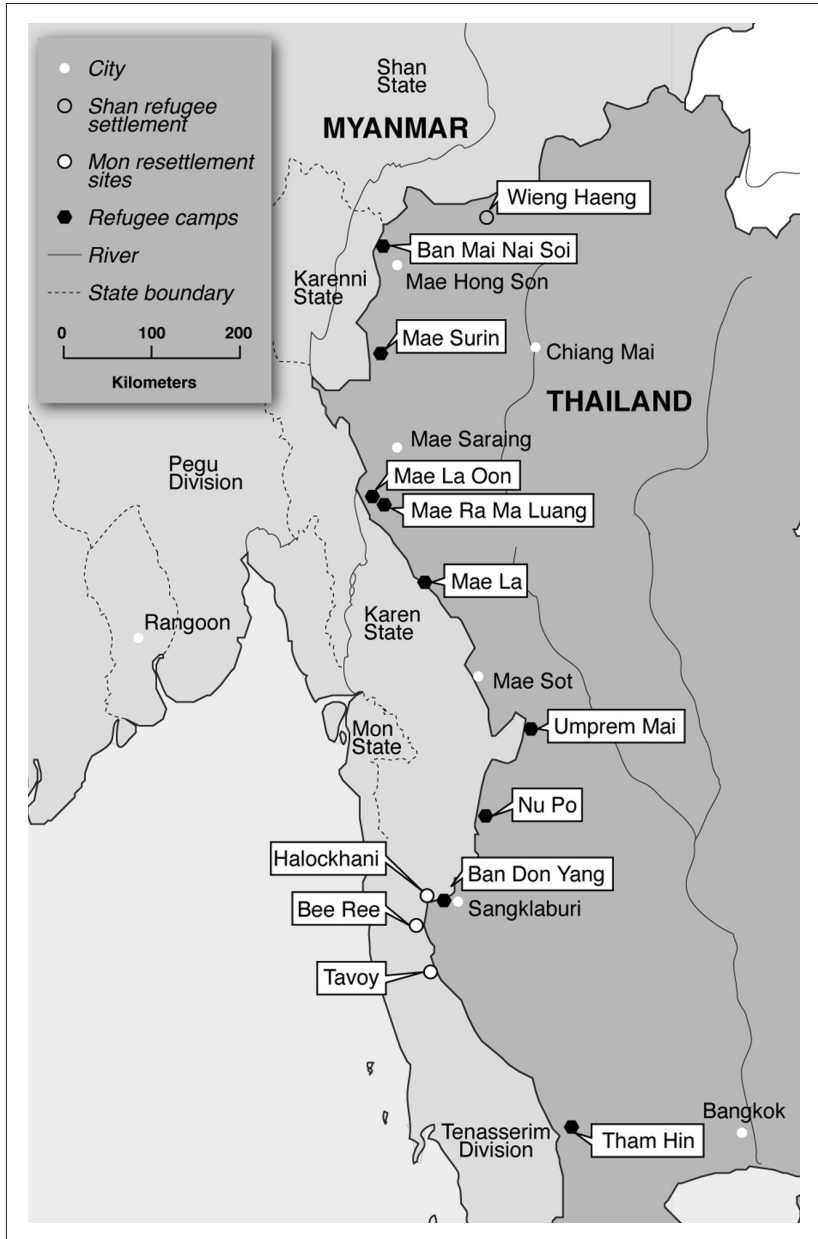 City
Shan refugee
settlement
Mon resettlement
sites
Refugee camps
River
State boundary
0 100 200
Kilometers
Shan
State
MYANMAR
Wieng Haeng
Ban Mai Nai Soi
Karenni
State
Mae Hong Son
Mae Surin
Chiang Mai
THAILAND
Mae Saraing
Pegu
Division
Mae La Oon
Mae Ra Ma Luang
Mae La
Karen
State
Rangoon
Mae Sot
Umprem Mai
Mon
State
Nu Po
Halockhani
Ban Don Yang
Bee Ree
Sangklaburi
Tavoy
Bangkok
Tenasserim
Division
Tham Hin